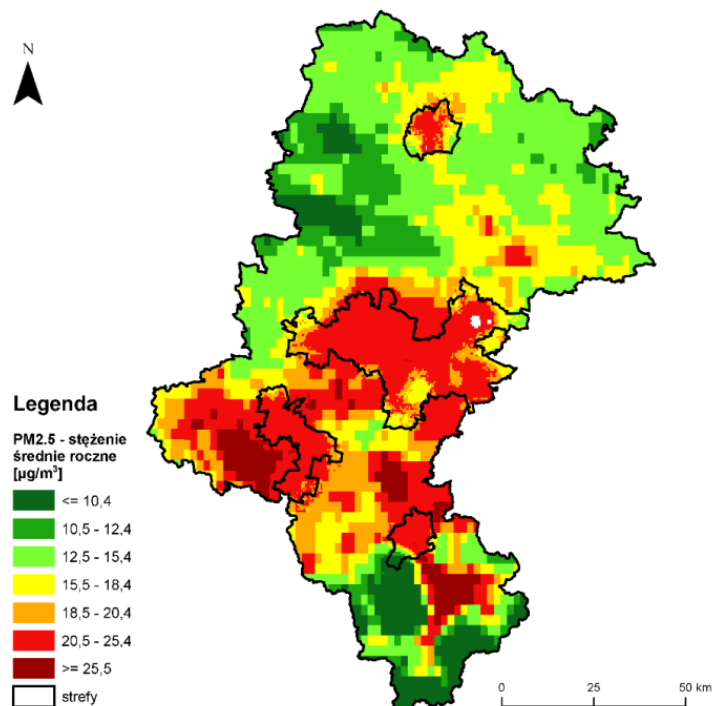 N
Legenda
PM2.5 - stężenie
średnie roczne
[µg/m³]
<= 10,4
10,5 - 12,4
12,5 - 15,4
15,5 - 18,4
18,5 - 20,4
20,5 - 25,4
>= 25,5
strefy
0 25 50 km